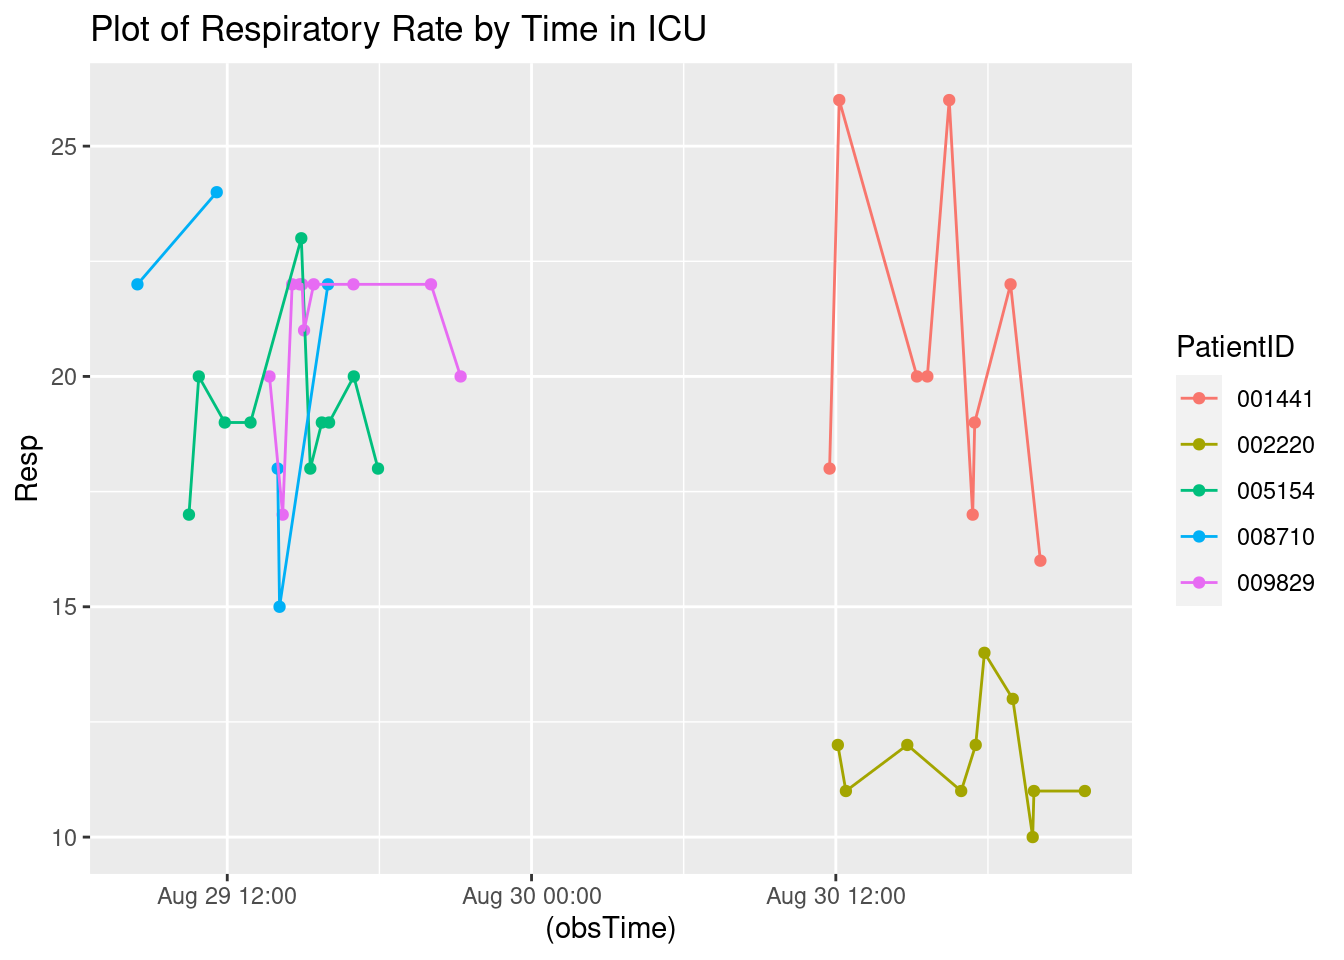 Plot of Respiratory Rate by Time in ICU
25
20
15
10
Resp
Aug 29 12:00
Aug 30 00:00
Aug 30 12:00
(obsTime)
PatientID
001441
002220
005154
008710
009829